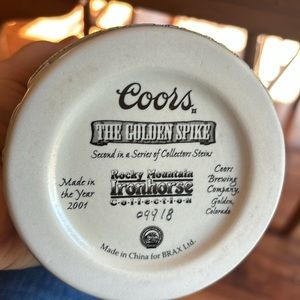 Coors
THE GOLDEN SPIKE
Second in a Series of Collectors Steins
Made in
the Year
2001
Rocky Mountain
Ironhorse
Collection
09918
Coors
Brewing
Company,
Golden,
Colorado
Made in China for BRAX Ltd.